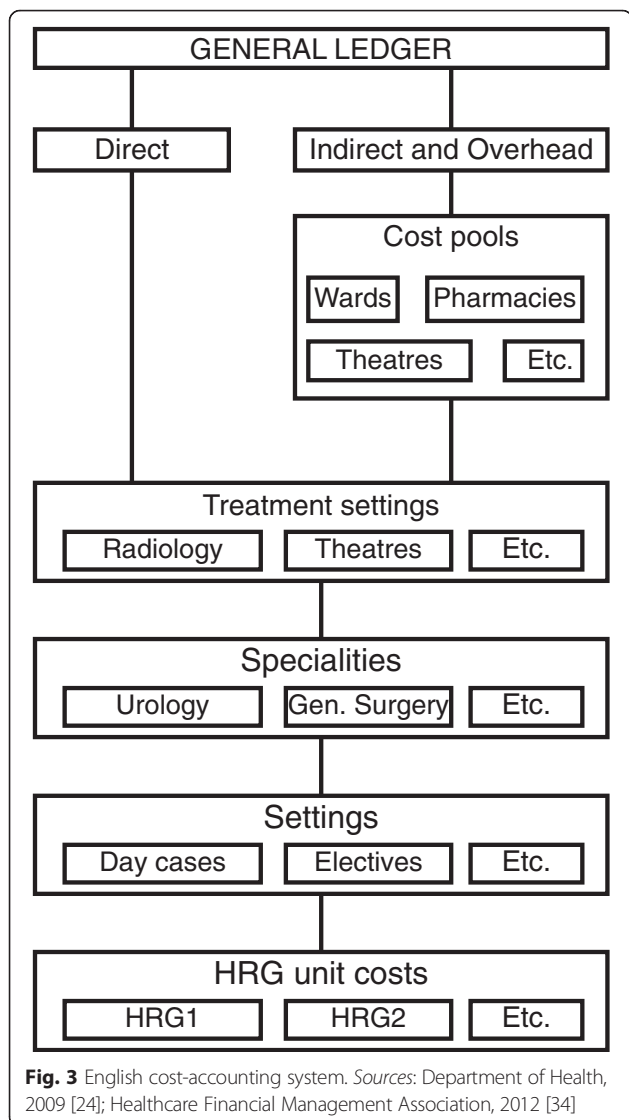 GENERAL LEDGER
Direct Indirect and Overhead
Cost pools
Wards Pharmacies
Theatres Etc.
Treatment settings
Radiology Theatres Etc.
Specialities
Urology Gen. Surgery Etc.
Settings
Day cases Electives Etc.
HRG unit costs
HRG1 HRG2 Etc.
Fig. 3 English cost-accounting system. Sources: Department of Health,
2009 [24]; Healthcare Financial Management Association, 2012 [34]